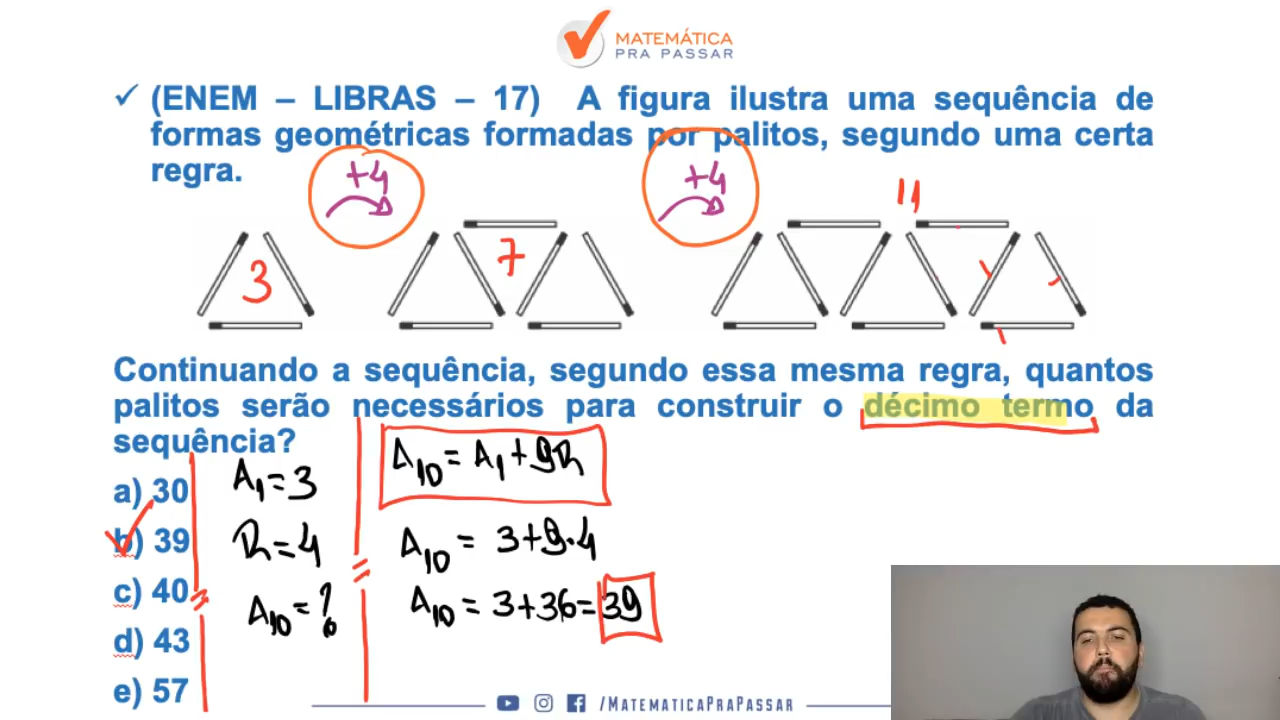 MATEMÁTICA
PRA PASSAR
✓ (ENEM – LIBRAS – 17) A figura ilustra uma sequência de
formas geométricas formadas por palitos, segundo uma certa
regra.
+4
+4
11
3
7
Continuando a sequência, segundo essa mesma regra, quantos
palitos serão necessários para construir o décimo termo da
sequência?
a) 30
b) 39
c) 40
d) 43
e) 57
A₁ = 3
R = 4
A₁₀ = ?
A₁₀ = A₁ + 9R
A₁₀ = 3 + 9.4
A₁₀ = 3 + 36 = 39
/MATEMATICAPRAPASSAR